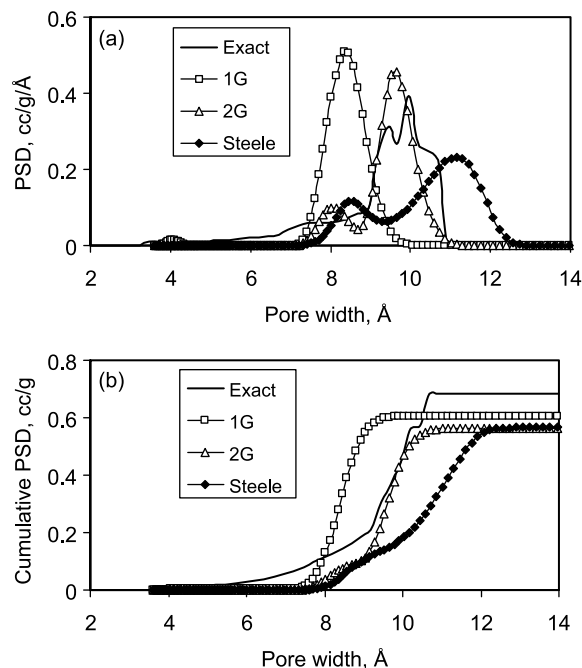 (a)
Exact
1G
2G
Steele
PSD, cc/g/Å
0.6
0.4
0.2
0
2 4 6 8 10 12 14
Pore width, Å
(b)
Exact
1G
2G
Steele
Cumulative PSD, cc/g
0.8
0.6
0.4
0.2
0
2 4 6 8 10 12 14
Pore width, Å